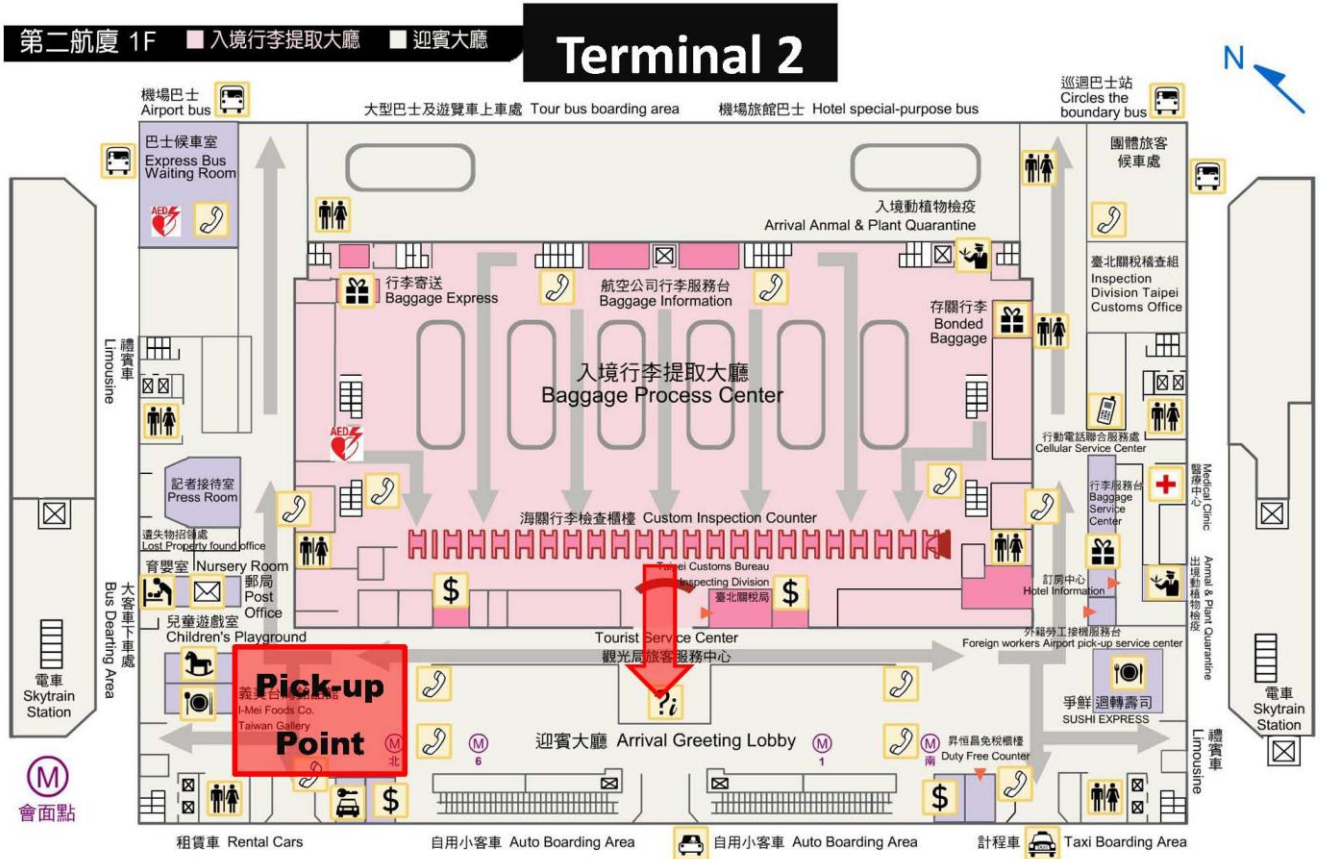 第二航廈 1F
入境行李提取大廳
迎賓大廳
Terminal 2
N
機場巴士
Airport bus
大型巴士及遊覽車上車處 Tour bus boarding area
機場旅館巴士 Hotel special-purpose bus
巡迴巴士站
Circles the
boundary bus
巴士候車室
Express Bus
Waiting Room
AED
團體旅客
候車處
入境動植物檢疫
Arrival Anmal & Plant Quarantine
行李寄送
Baggage Express
航空公司行李服務台
Baggage Information
存關行李
Bonded
Baggage
臺北關稅稽查組
Inspection
Division Taipei
Customs Office
禮賓車
Limousine
入境行李提取大廳
Baggage Process Center
AED
行動電話聯合服務處
Cellular Service Center
記者接待室
Press Room
行李服務台
Baggage
Service
Center
醫療中心
Medical Clinic
海關行李檢查櫃檯 Custom Inspection Counter
遺失物招領處
Lost Property found office
育嬰室 Nursery Room
郵局
Post
Office
Taipei Customs Bureau
Inspecting Division
臺北關稅局
$
$
訂房中心
Hotel Information
出境動植物檢疫
Anmal & Plant Quarantine
大客車下車處
Bus Dearting Area
兒童遊戲室
Children's Playground
Tourist Service Center
觀光局旅客服務中心
外籍勞工接機服務台
Foreign workers Airport pick-up service center
電車
Skytrain
Station
Pick-up
Point
I-Mei Foods Co.
Taiwan Gallery
?i
爭鮮 迴轉壽司
SUSHI EXPRESS
電車
Skytrain
Station
迎賓大廳 Arrival Greeting Lobby
M
北
M
6
M
1
M
南
昇恒昌免稅櫃檯
Duty Free Counter
禮賓車
Limousine
M
會面點
$
$
租賃車 Rental Cars
自用小客車 Auto Boarding Area
自用小客車 Auto Boarding Area
計程車
Taxi Boarding Area